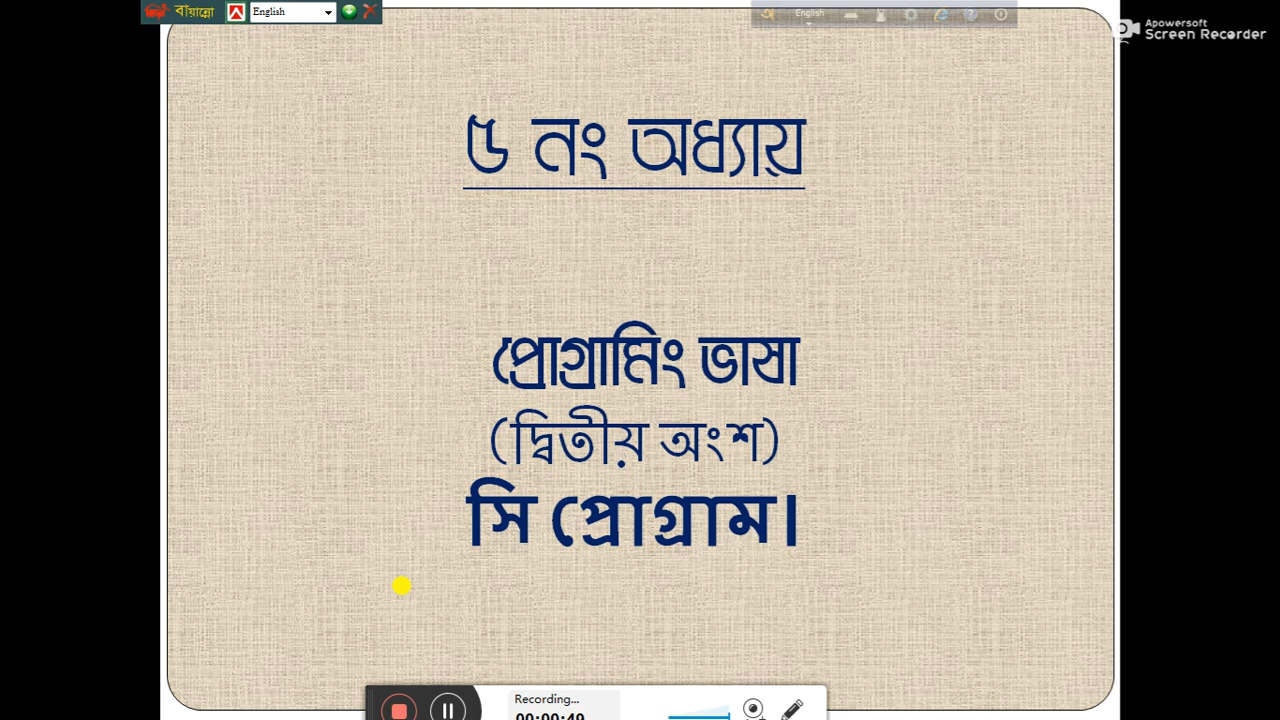 বায়ান্নো
English
English
Apowersoft
Screen Recorder
৫ নং অধ্যায়
প্রোগ্রামিং ভাষা
(দ্বিতীয় অংশ)
সি প্রোগ্রাম।
Recording...
00:00:49